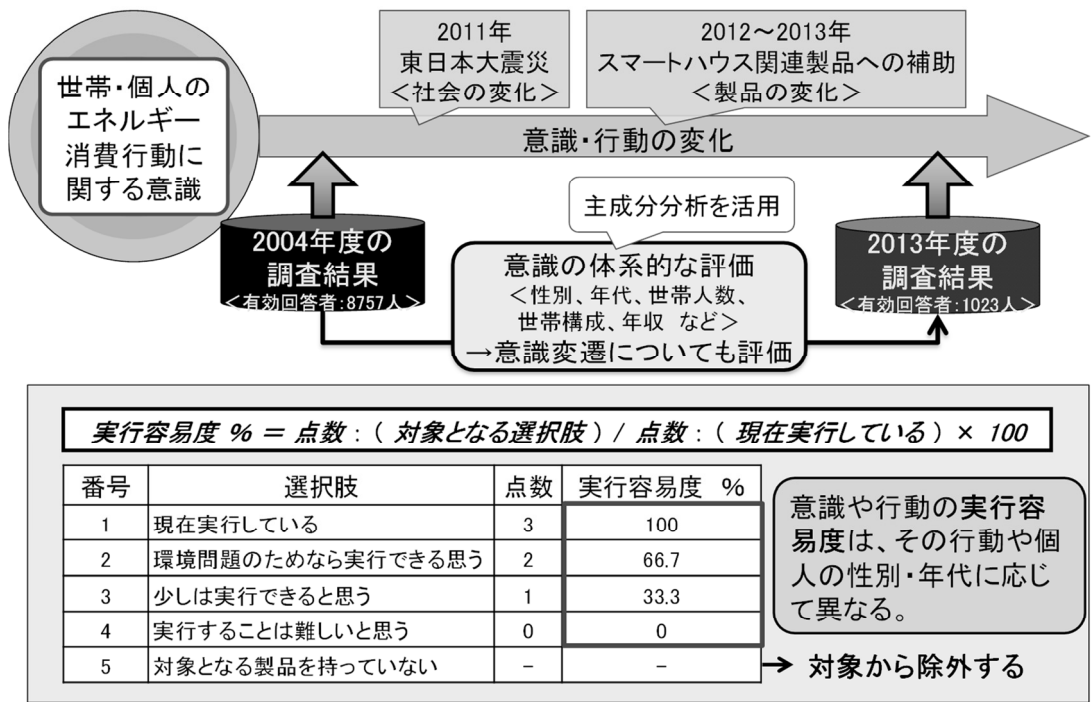 世帯・個人の
エネルギー
消費行動に
関する意識
2011年
東日本大震災
＜社会の変化＞
2012～2013年
スマートハウス関連製品への補助
＜製品の変化＞
意識・行動の変化
主成分分析を活用
2004年度の
調査結果
＜有効回答者:8757人＞
意識の体系的な評価
＜性別、年代、世帯人数、
世帯構成、年収 など＞
→意識変遷についても評価
2013年度の
調査結果
＜有効回答者:1023人＞
実行容易度 % = 点数 : ( 対象となる選択肢 ) / 点数 : ( 現在実行している ) × 100
番号 選択肢 点数 実行容易度 %
1 現在実行している 3 100
2 環境問題のためなら実行できる思う 2 66.7
3 少しは実行できると思う 1 33.3
4 実行することは難しいと思う 0 0
5 対象となる製品を持っていない － －
意識や行動の実行容
易度は、その行動や個
人の性別・年代に応じ
て異なる。
対象から除外する